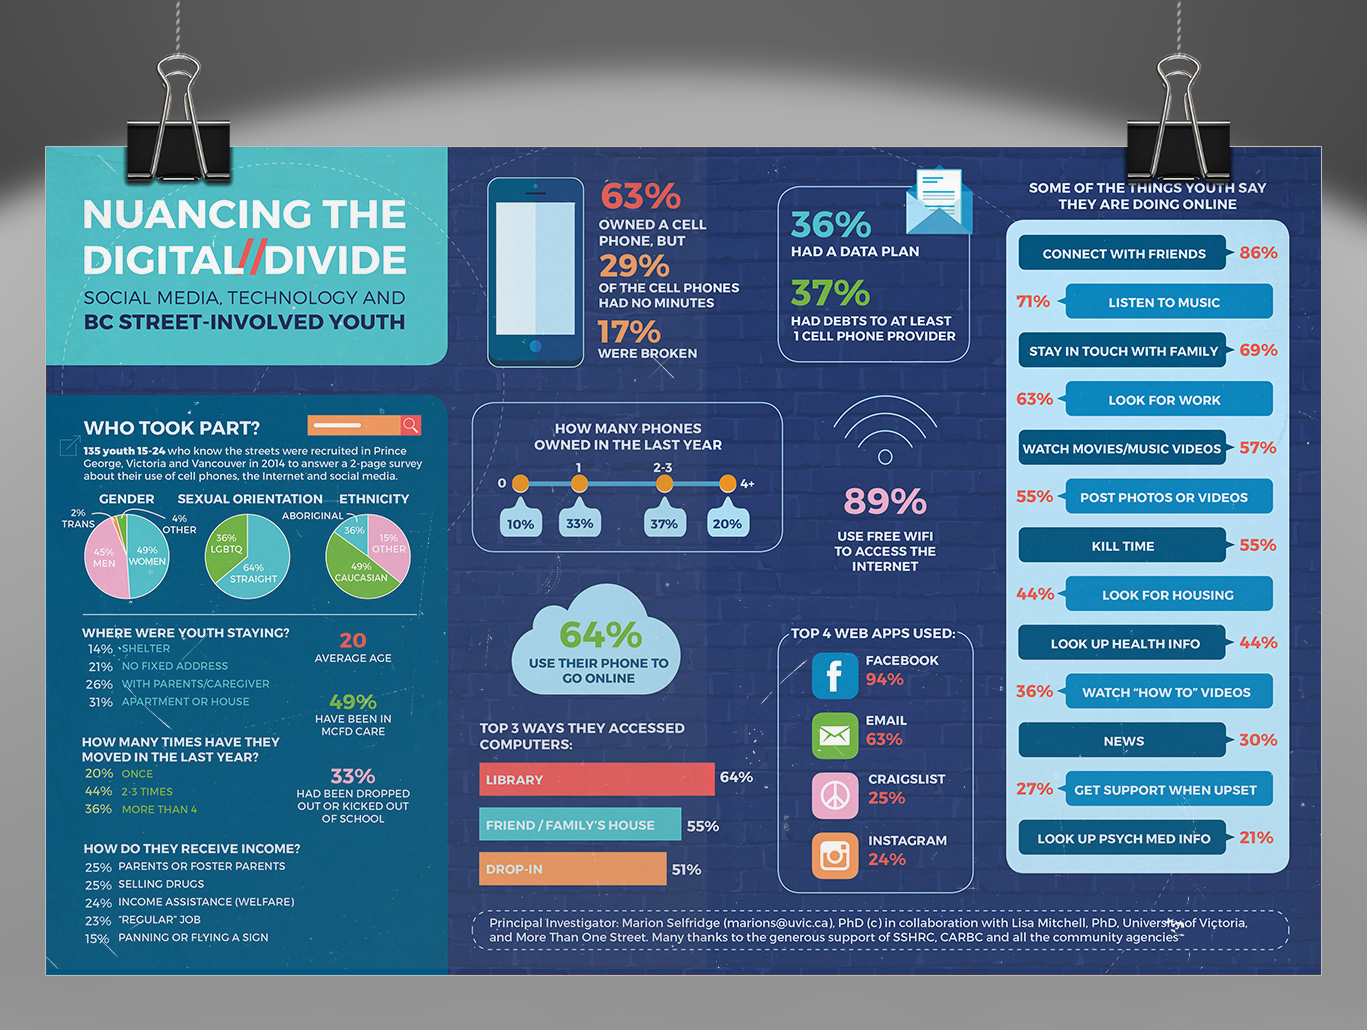 NUANCING THE
DIGITAL//DIVIDE
SOCIAL MEDIA, TECHNOLOGY AND
BC STREET-INVOLVED YOUTH
WHO TOOK PART?
135 youth 15-24 who know the streets were recruited in Prince
George, Victoria and Vancouver in 2014 to answer a 2-page survey
about their use of cell phones, the Internet and social media.
GENDER
2%
TRANS
4%
OTHER
45%
MEN
49%
WOMEN
SEXUAL ORIENTATION
36%
LGBTQ
64%
STRAIGHT
ETHNICITY
ABORIGINAL
36%
15%
OTHER
49%
CAUCASIAN
WHERE WERE YOUTH STAYING?
14% SHELTER
21% NO FIXED ADDRESS
26% WITH PARENTS/CAREGIVER
31% APARTMENT OR HOUSE
HOW MANY TIMES HAVE THEY
MOVED IN THE LAST YEAR?
20% ONCE
44% 2-3 TIMES
36% MORE THAN 4
20
AVERAGE AGE
49%
HAVE BEEN IN
MCFD CARE
33%
HAD BEEN DROPPED
OUT OR KICKED OUT
OF SCHOOL
HOW DO THEY RECEIVE INCOME?
25% PARENTS OR FOSTER PARENTS
25% SELLING DRUGS
24% INCOME ASSISTANCE (WELFARE)
23% "REGULAR" JOB
15% PANNING OR FLYING A SIGN
63%
OWNED A CELL
PHONE, BUT
29%
OF THE CELL PHONES
HAD NO MINUTES
17%
WERE BROKEN
36%
HAD A DATA PLAN
37%
HAD DEBTS TO AT LEAST
1 CELL PHONE PROVIDER
HOW MANY PHONES
OWNED IN THE LAST YEAR
0 1 2-3 4+
10% 33% 37% 20%
89%
USE FREE WIFI
TO ACCESS THE
INTERNET
64%
USE THEIR PHONE TO
GO ONLINE
TOP 3 WAYS THEY ACCESSED
COMPUTERS:
LIBRARY 64%
FRIEND / FAMILY'S HOUSE 55%
DROP-IN 51%
TOP 4 WEB APPS USED:
FACEBOOK
94%
EMAIL
63%
CRAIGSLIST
25%
INSTAGRAM
24%
SOME OF THE THINGS YOUTH SAY
THEY ARE DOING ONLINE
CONNECT WITH FRIENDS 86%
71% LISTEN TO MUSIC
STAY IN TOUCH WITH FAMILY 69%
63% LOOK FOR WORK
WATCH MOVIES/MUSIC VIDEOS 57%
55% POST PHOTOS OR VIDEOS
KILL TIME 55%
44% LOOK FOR HOUSING
LOOK UP HEALTH INFO 44%
36% WATCH "HOW TO" VIDEOS
NEWS 30%
27% GET SUPPORT WHEN UPSET
LOOK UP PSYCH MED INFO 21%
Principal Investigator: Marion Selfridge (marions@uvic.ca), PhD (c) in collaboration with Lisa Mitchell, PhD, University of Victoria,
and More Than One Street. Many thanks to the generous support of SSHRC, CARBC and all the community agencies